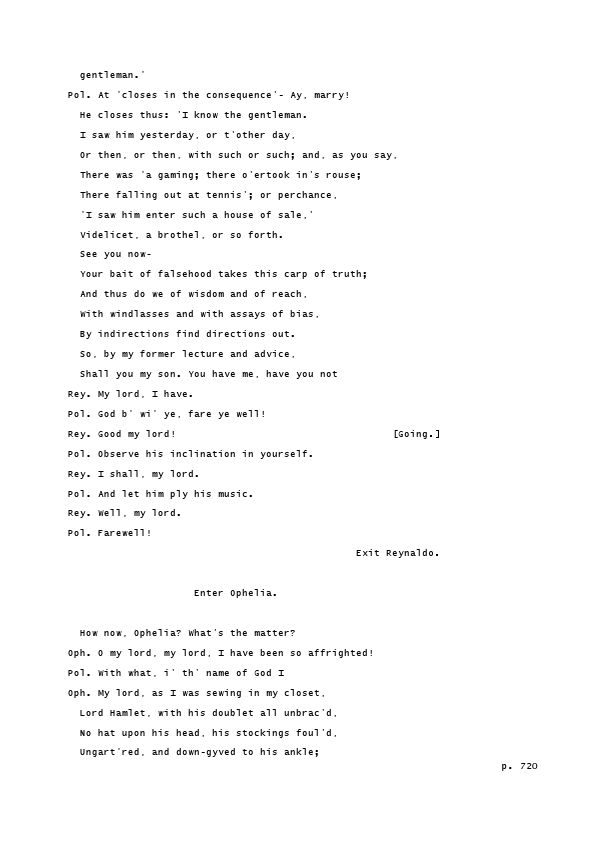 gentleman.'
Pol. At 'closes in the consequence'- Ay, marry!
He closes thus: 'I know the gentleman.
I saw him yesterday, or t'other day,
Or then, or then, with such or such; and, as you say,
There was 'a gaming; there o'ertook in's rouse;
There falling out at tennis'; or perchance,
'I saw him enter such a house of sale,'
Videlicet, a brothel, or so forth.
See you now-
Your bait of falsehood takes this carp of truth;
And thus do we of wisdom and of reach,
With windlasses and with assays of bias,
By indirections find directions out.
So, by my former lecture and advice,
Shall you my son. You have me, have you not
Rey. My lord, I have.
Pol. God b' wi' ye, fare ye well!
Rey. Good my lord! [Going.]
Pol. Observe his inclination in yourself.
Rey. I shall, my lord.
Pol. And let him ply his music.
Rey. Well, my lord.
Pol. Farewell!
Exit Reynaldo.
Enter Ophelia.
How now, Ophelia? What's the matter?
Oph. O my lord, my lord, I have been so affrighted!
Pol. With what, i' th' name of God I
Oph. My lord, as I was sewing in my closet,
Lord Hamlet, with his doublet all unbrac'd,
No hat upon his head, his stockings foul'd,
Ungart'red, and down-gyved to his ankle;
p. 720